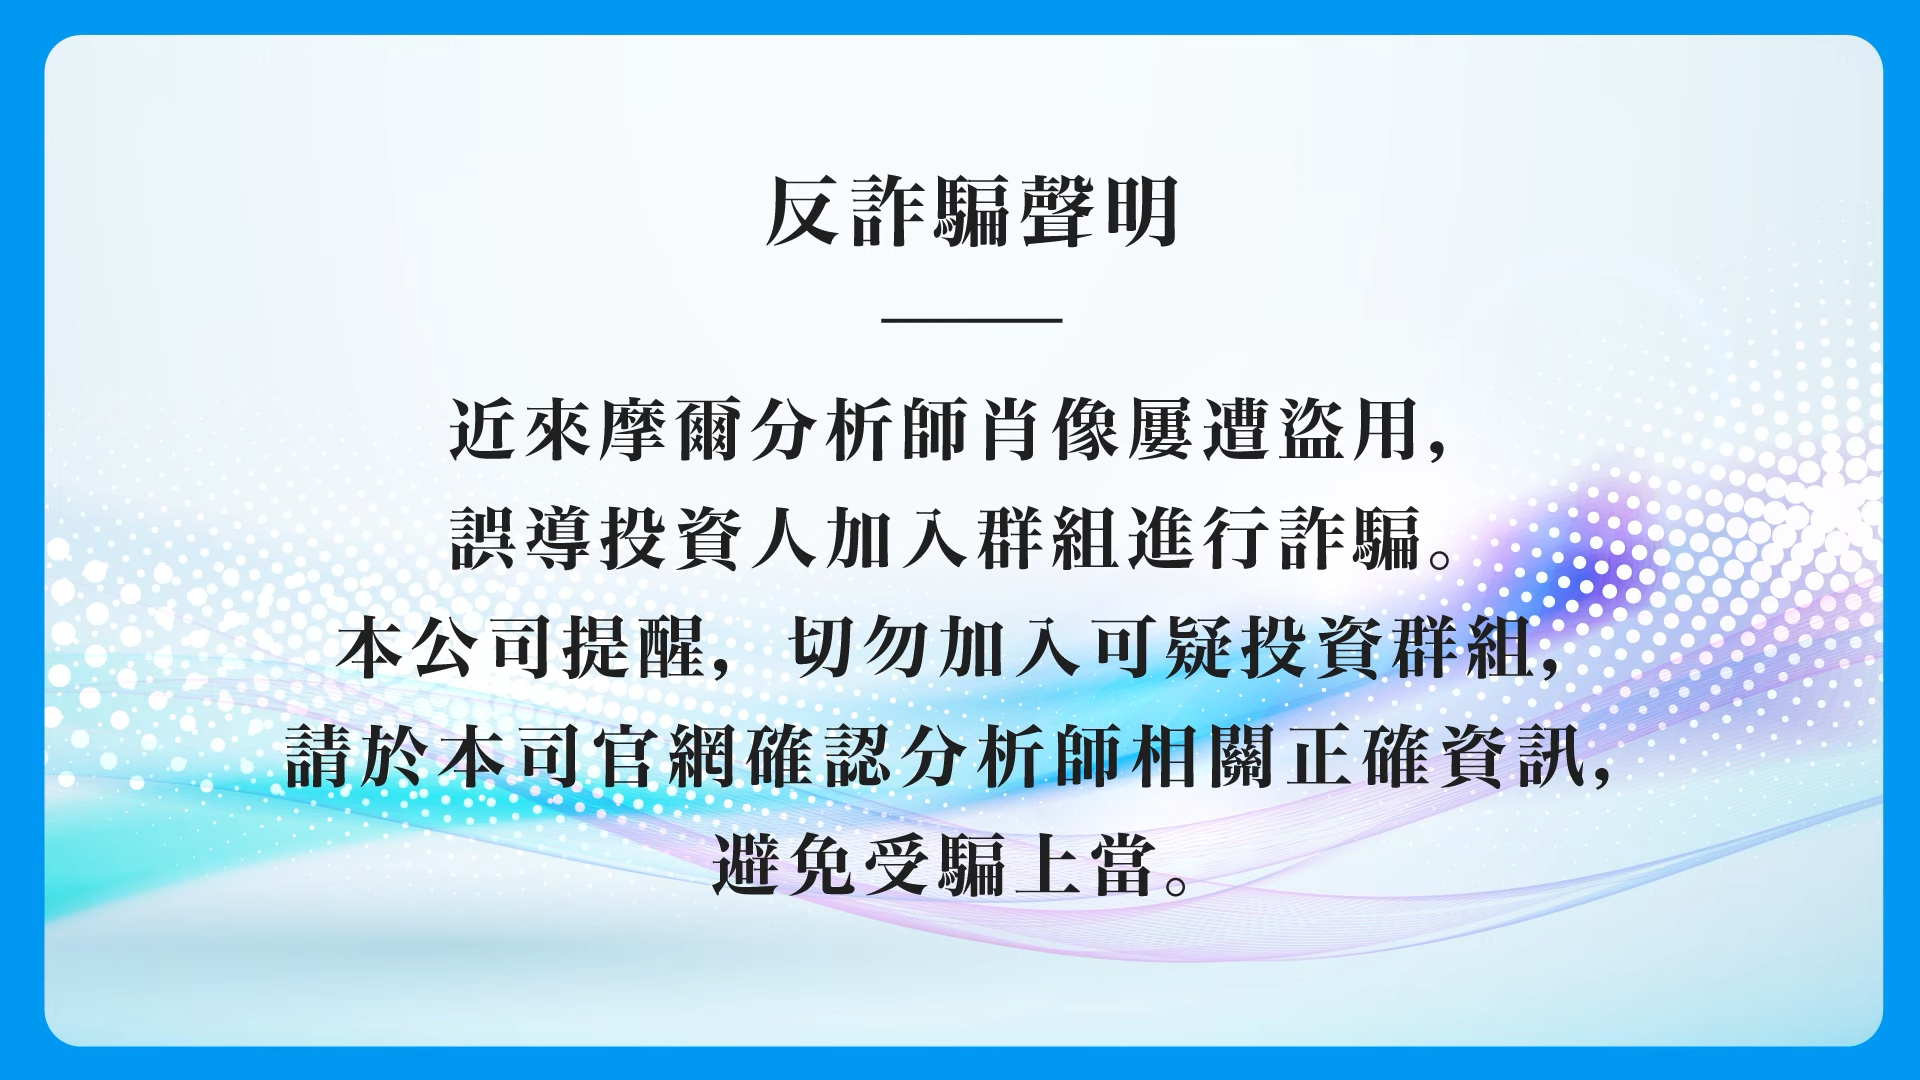 反詐騙聲明
近來摩爾分析師肖像屢遭盜用，
誤導投資人加入群組進行詐騙。
本公司提醒，切勿加入可疑投資群組，
請於本司官網確認分析師相關正確資訊，
避免受騙上當。